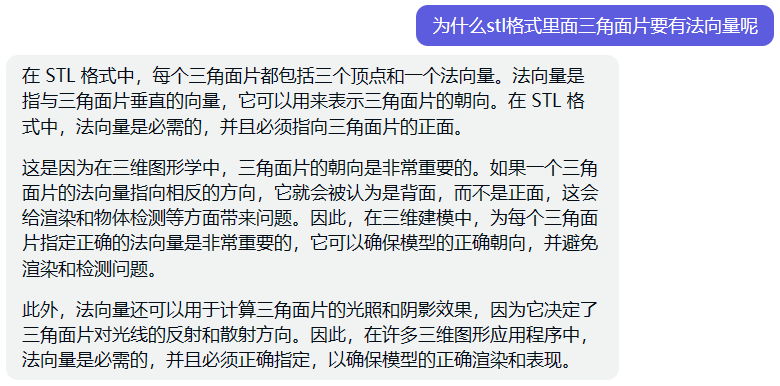 为什么stl格式里面三角面片要有法向量呢
在 STL 格式中，每个三角面片都包括三个顶点和一个法向量。法向量是
指与三角面片垂直的向量，它可以用来表示三角面片的朝向。在 STL 格
式中，法向量是必需的，并且必须指向三角面片的正面。
这是因为在三维图形学中，三角面片的朝向是非常重要的。如果一个三角
面片的法向量指向相反的方向，它就会被认为是背面，而不是正面，这会
给渲染和物体检测等方面带来问题。因此，在三维建模中，为每个三角面
片指定正确的法向量是非常重要的，它可以确保模型的正确朝向，并避免
渲染和检测问题。
此外，法向量还可以用于计算三角面片的光照和阴影效果，因为它决定了
三角面片对光线的反射和散射方向。因此，在许多三维图形应用程序中，
法向量是必需的，并且必须正确指定，以确保模型的正确渲染和表现。